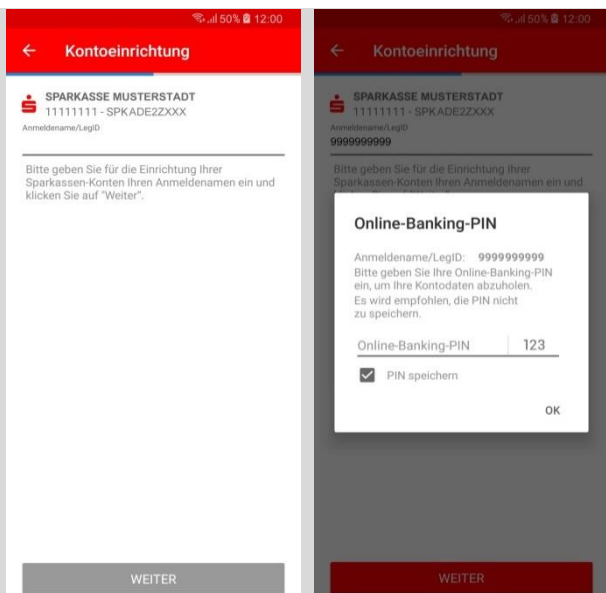 50% 12:00
Kontoeinrichtung
SPARKASSE MUSTERSTADT
11111111 - SPKADE2ZXXX
Anmeldename/LegID
Bitte geben Sie für die Einrichtung Ihrer
Sparkassen-Konten Ihren Anmeldenamen ein und
klicken Sie auf "Weiter".
WEITER
50% 12:00
Kontoeinrichtung
SPARKASSE MUSTERSTADT
11111111 - SPKADE2ZXXX
Anmeldename/LegID
9999999999
Bitte geben Sie für die Einrichtung Ihrer
Sparkassen-Konten Ihren Anmeldenamen ein und
Online-Banking-PIN
Anmeldename/LegID: 9999999999
Bitte geben Sie Ihre Online-Banking-PIN
ein, um Ihre Kontodaten abzuholen.
Es wird empfohlen, die PIN nicht
zu speichern.
Online-Banking-PIN 123
PIN speichern
OK
WEITER